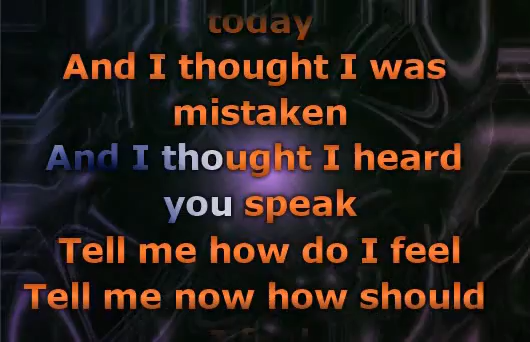 today
And I thought I was
mistaken
And I thought I heard
you speak
Tell me how do I feel
Tell me now how should